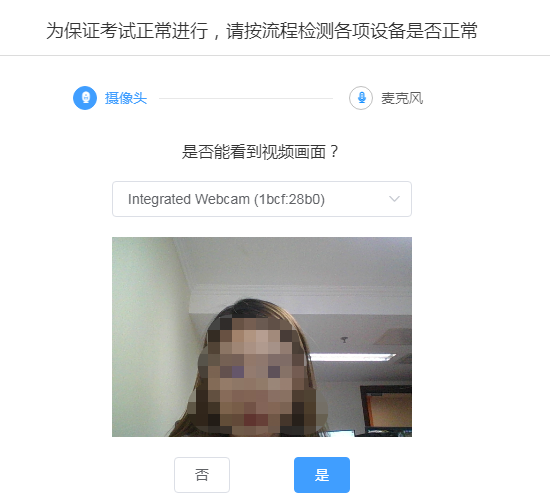 为保证考试正常进行，请按流程检测各项设备是否正常
摄像头
麦克风
是否能看到视频画面？
Integrated Webcam (1bcf:28b0)
否
是